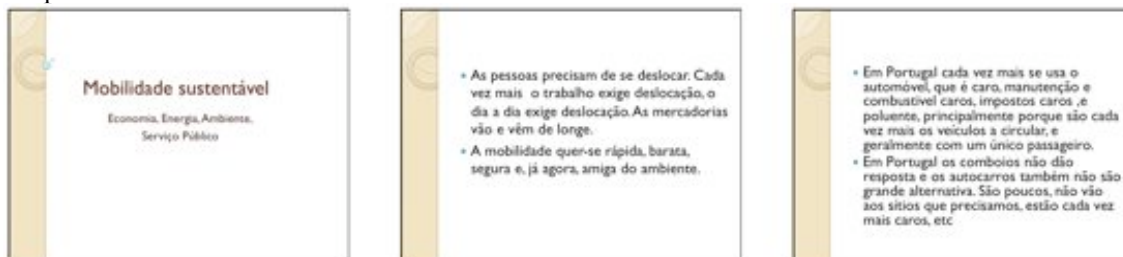 Mobilidade sustentável
Economia, Energia, Ambiente,
Serviço Público
As pessoas precisam de se deslocar. Cada
vez mais o trabalho exige deslocação, o
dia a dia exige deslocação. As mercadorias
vão e vêm de longe.
A mobilidade quer-se rápida, barata,
segura e, já agora, amiga do ambiente.
Em Portugal cada vez mais se usa o
automóvel, que é caro, manutenção e
combustível caros, impostos caros ,e
poluente, principalmente porque são cada
vez mais os veículos a circular, e
geralmente com um único passageiro.
Em Portugal os comboios não dão
resposta e os autocarros também não são
grande alternativa. São poucos, não vão
aos sítios que precisamos, estão cada vez
mais caros, etc